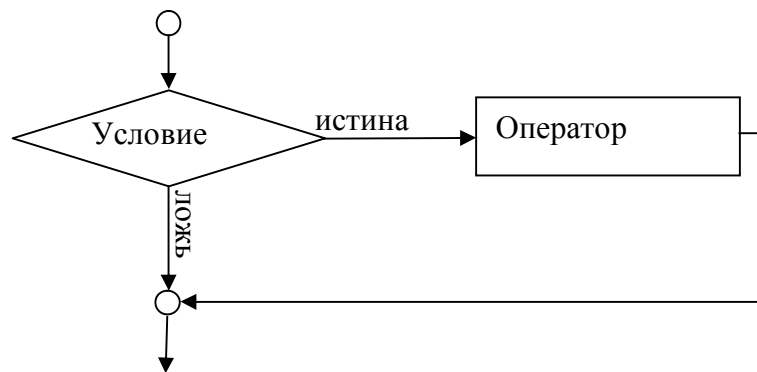 Условие
истина
Оператор
ложь